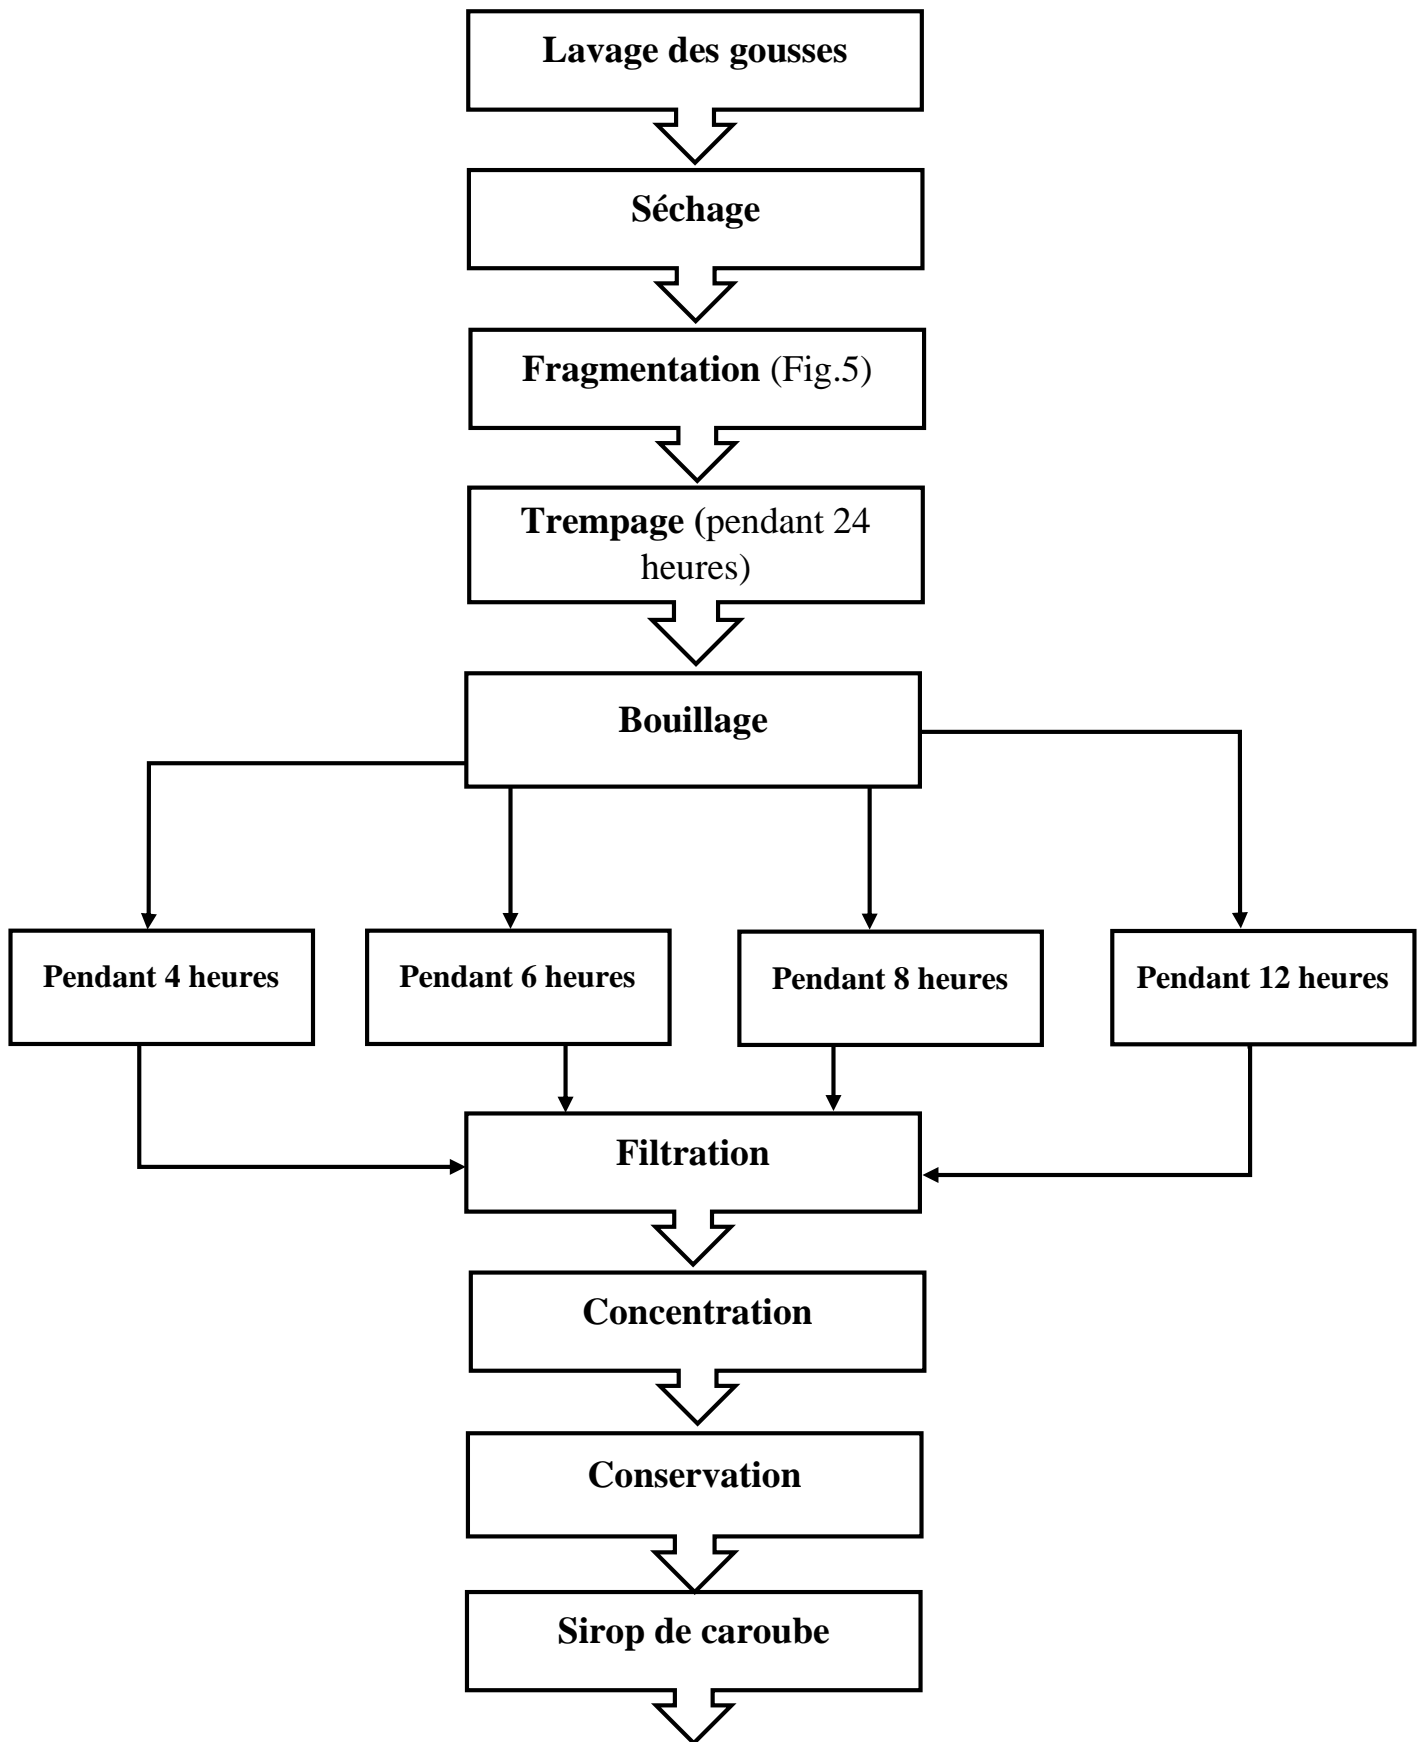 Lavage des gousses
Séchage
Fragmentation (Fig.5)
Trempage (pendant 24
heures)
Bouillage
Pendant 4 heures
Pendant 6 heures
Pendant 8 heures
Pendant 12 heures
Filtration
Concentration
Conservation
Sirop de caroube